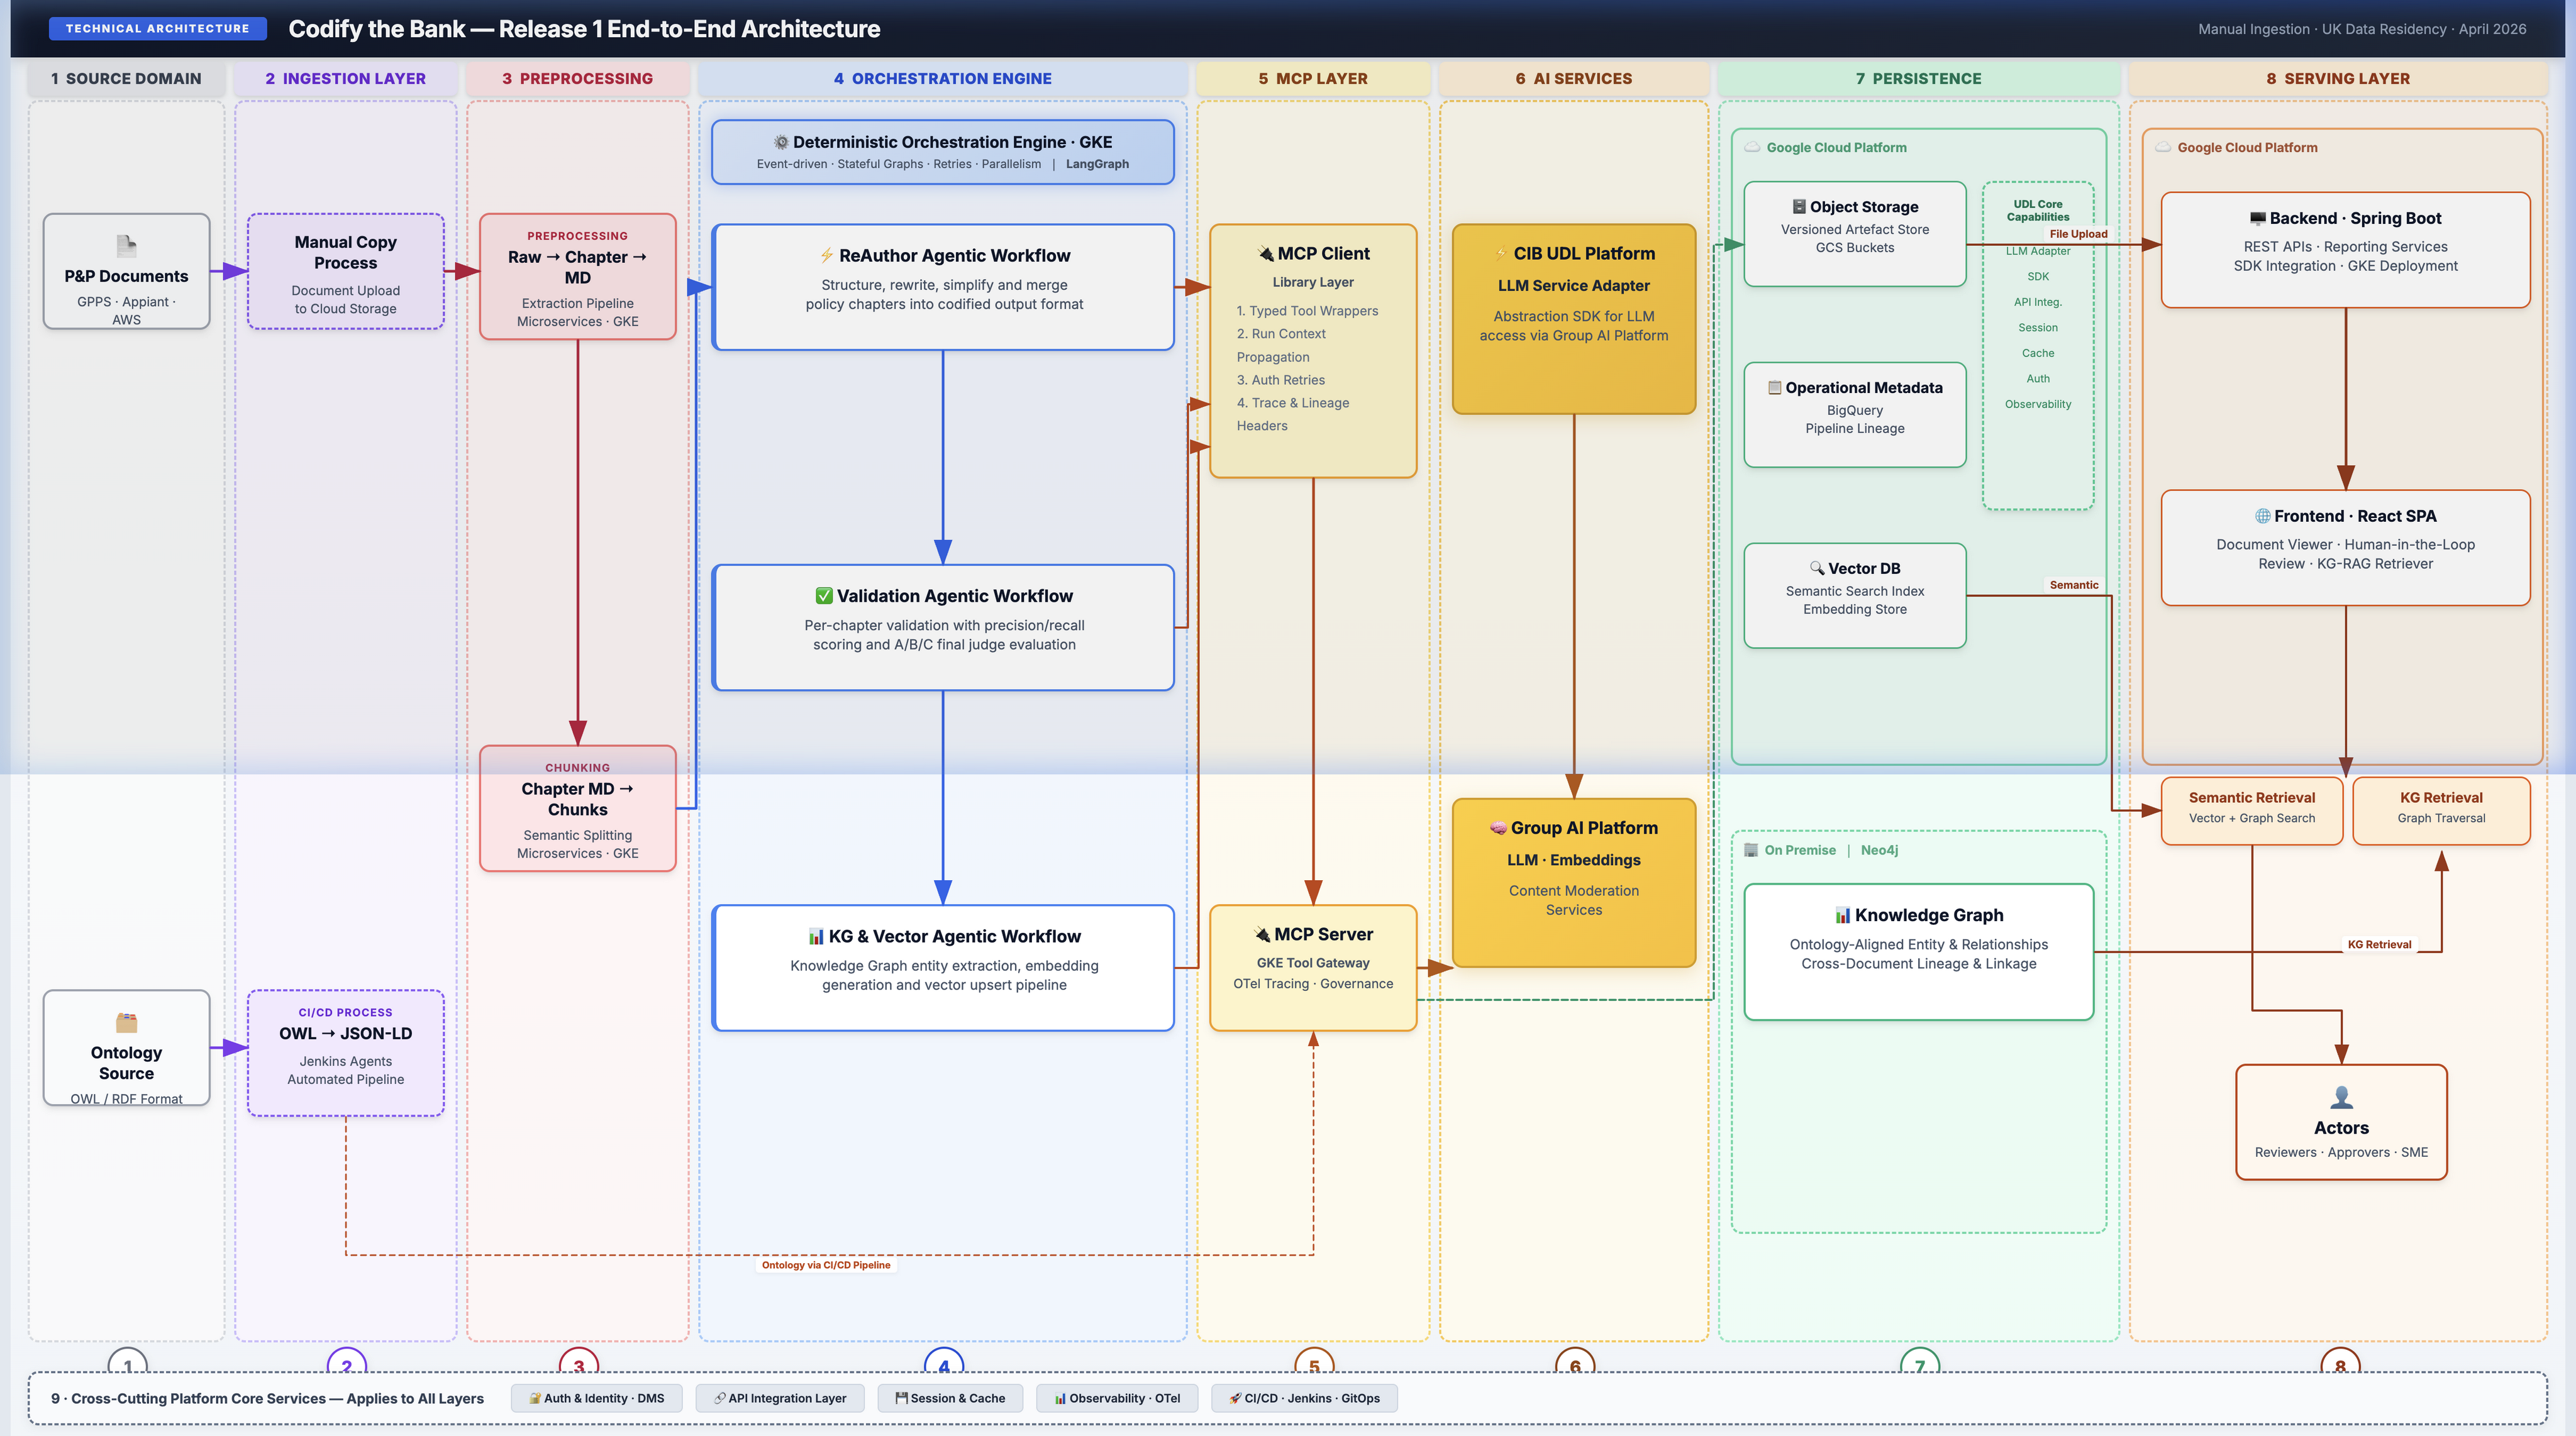 TECHNICAL ARCHITECTURE
Codify the Bank — Release 1 End-to-End Architecture
Manual Ingestion · UK Data Residency · April 2026
1 SOURCE DOMAIN
2 INGESTION LAYER
3 PREPROCESSING
4 ORCHESTRATION ENGINE
5 MCP LAYER
6 AI SERVICES
7 PERSISTENCE
8 SERVING LAYER
P&P Documents
GPPS · Appiant ·
AWS
Ontology
Source
OWL / RDF Format
Manual Copy
Process
Document Upload
to Cloud Storage
CI/CD PROCESS
OWL → JSON-LD
Jenkins Agents
Automated Pipeline
PREPROCESSING
Raw → Chapter →
MD
Extraction Pipeline
Microservices · GKE
CHUNKING
Chapter MD →
Chunks
Semantic Splitting
Microservices · GKE
Deterministic Orchestration Engine · GKE
Event-driven · Stateful Graphs · Retries · Parallelism | LangGraph
ReAuthor Agentic Workflow
Structure, rewrite, simplify and merge
policy chapters into codified output format
Validation Agentic Workflow
Per-chapter validation with precision/recall
scoring and A/B/C final judge evaluation
KG & Vector Agentic Workflow
Knowledge Graph entity extraction, embedding
generation and vector upsert pipeline
Ontology via CI/CD Pipeline
MCP Client
Library Layer
1. Typed Tool Wrappers
2. Run Context
Propagation
3. Auth Retries
4. Trace & Lineage
Headers
MCP Server
GKE Tool Gateway
OTel Tracing · Governance
CIB UDL Platform
LLM Service Adapter
Abstraction SDK for LLM
access via Group AI Platform
Group AI Platform
LLM · Embeddings
Content Moderation
Services
Google Cloud Platform
Object Storage
Versioned Artefact Store
GCS Buckets
Operational Metadata
BigQuery
Pipeline Lineage
Vector DB
Semantic Search Index
Embedding Store
UDL Core
Capabilities
File Upload
LLM Adapter
SDK
API Integ.
Session
Cache
Auth
Observability
Semantic
On Premise | Neo4j
Knowledge Graph
Ontology-Aligned Entity & Relationships
Cross-Document Lineage & Linkage
Google Cloud Platform
Backend · Spring Boot
REST APIs · Reporting Services
SDK Integration · GKE Deployment
Frontend · React SPA
Document Viewer · Human-in-the-Loop
Review · KG-RAG Retriever
Semantic Retrieval
Vector + Graph Search
KG Retrieval
Graph Traversal
KG Retrieval
Actors
Reviewers · Approvers · SME
1
2
3
4
5
6
7
8
9 · Cross-Cutting Platform Core Services — Applies to All Layers
Auth & Identity · DMS
API Integration Layer
Session & Cache
Observability · OTel
CI/CD · Jenkins · GitOps